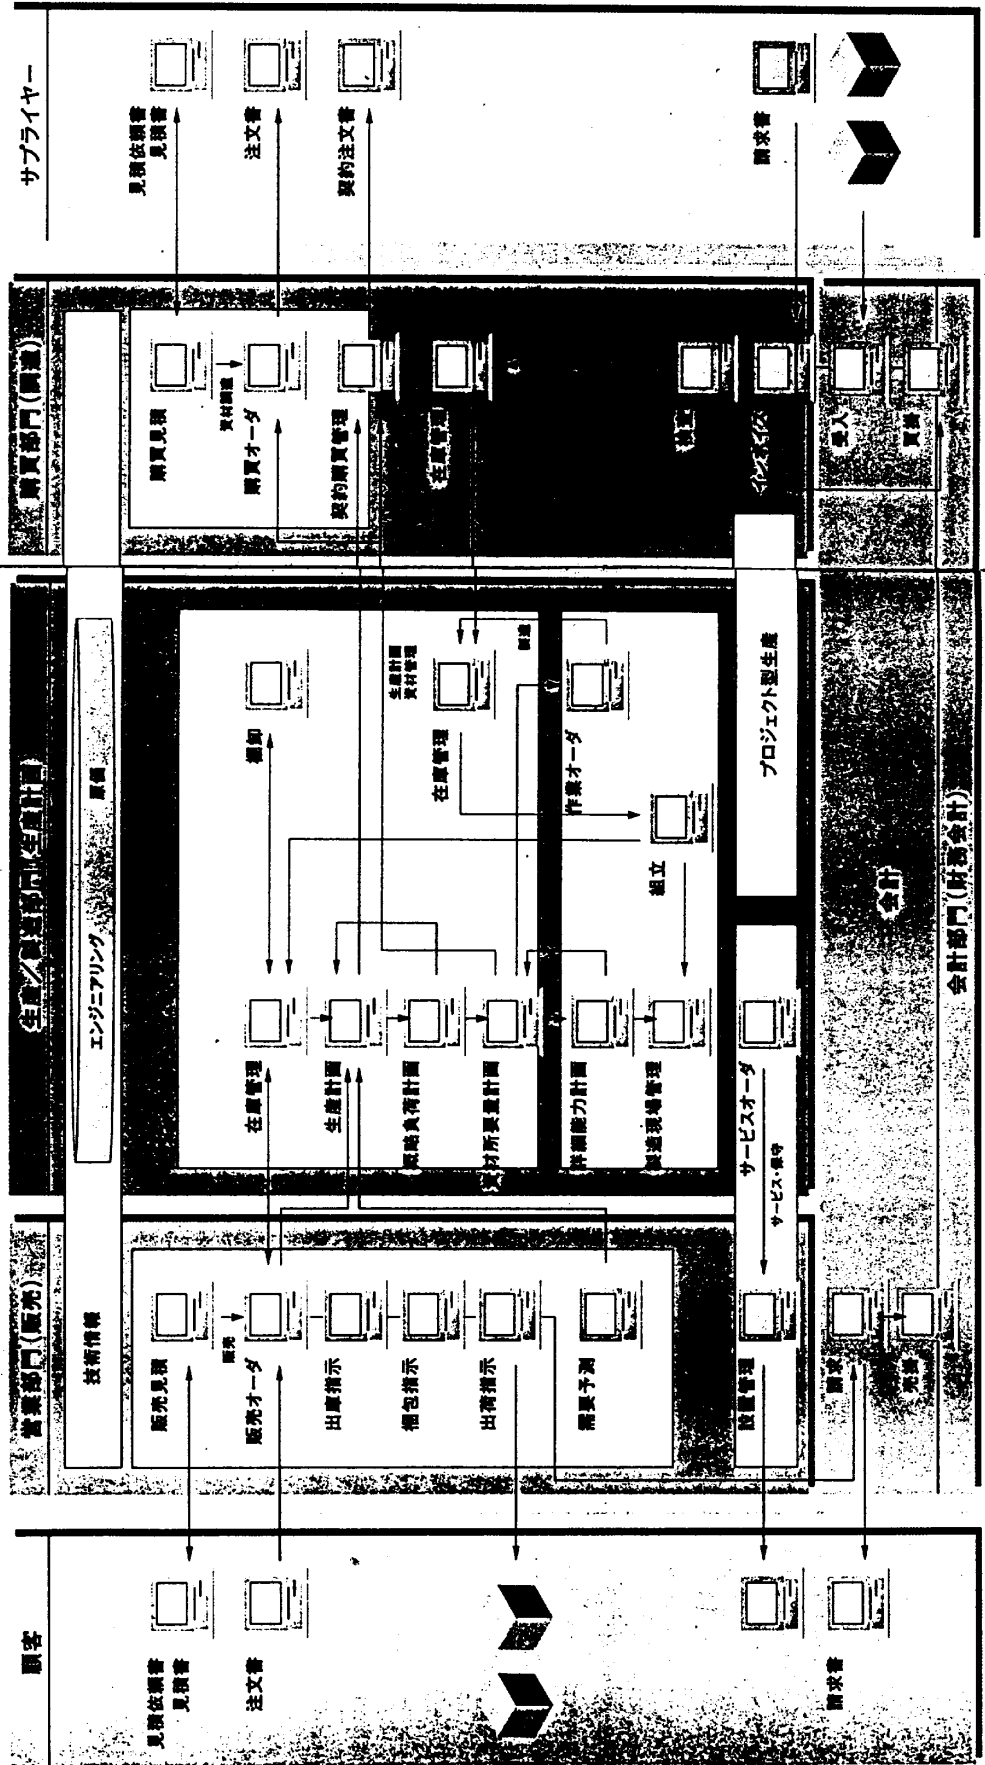 顧客
見積依頼書
見積書
注文書
請求書
営業部門(販売)
技術情報
販売見積
販売
販売オーダ
出庫指示
梱包指示
出荷指示
需要予測
設置管理
請求
売掛
生産/製造部門(生産計画)
エンジニアリング
原価
在庫管理
生産計画
概略負荷計画
資材所要量計画
詳細能力計画
製造現場管理
サービスオーダ
サービス・保守
棚卸
生産計画
資材管理
在庫管理
製造
作業オーダ
組立
プロジェクト型生産
会計
会計部門(財務会計)
購買部門(調達)
購買見積
資材調達
購買オーダ
契約購買管理
在庫管理
インボイス
受入
買掛
サプライヤー
見積依頼書
見積書
注文書
契約注文書
請求書